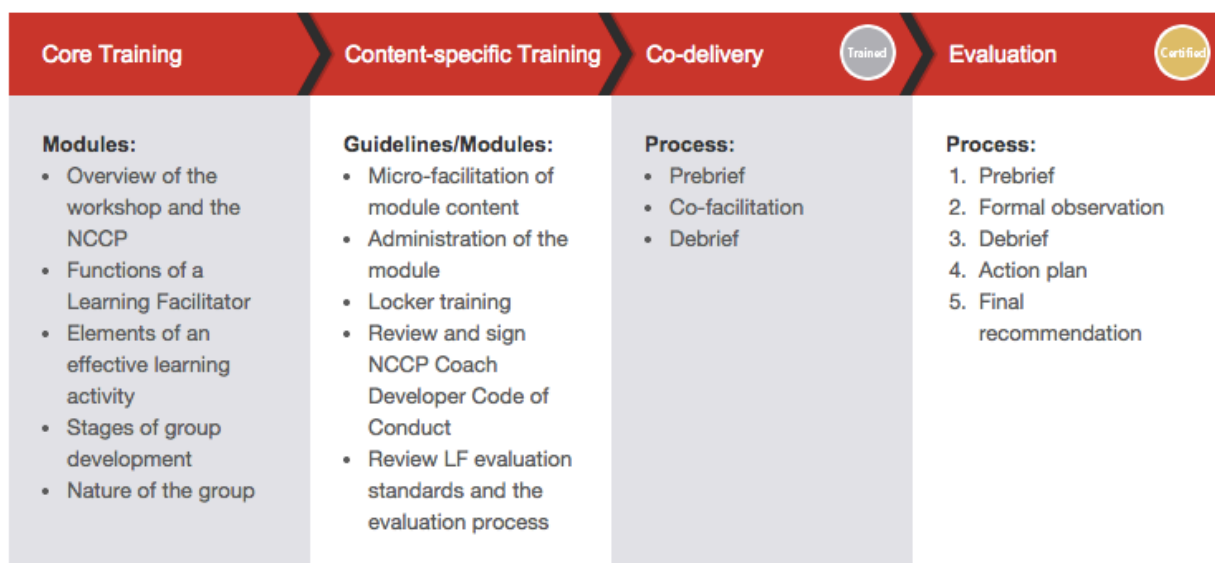 Core Training
Content-specific Training
Co-delivery
Trained
Evaluation
Certified
Modules:
• Overview of the
workshop and the
NCCP
• Functions of a
Learning Facilitator
• Elements of an
effective learning
activity
• Stages of group
development
• Nature of the group
Guidelines/Modules:
• Micro-facilitation of
module content
• Administration of the
module
• Locker training
• Review and sign
NCCP Coach
Developer Code of
Conduct
• Review LF evaluation
standards and the
evaluation process
Process:
• Prebrief
• Co-facilitation
• Debrief
Process:
1. Prebrief
2. Formal observation
3. Debrief
4. Action plan
5. Final
recommendation